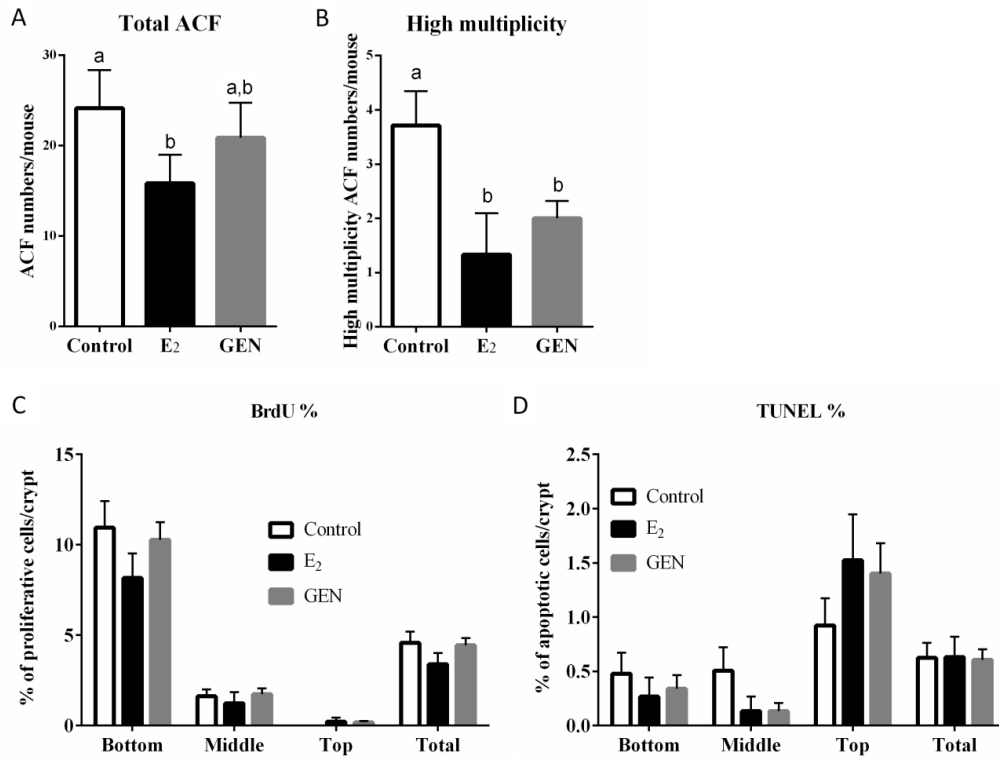 A
Total ACF
ACF numbers/mouse
30
20
10
0
a
b
a,b
Control E₂ GEN
B
High multiplicity
High multiplicity ACF numbers/mouse
5
4
3
2
1
0
0
a
b
b
Control E₂ GEN
C
BrdU %
% of proliferative cells/crypt
15
10
5
0
Control
E₂
GEN
Bottom Middle Top Total
D
TUNEL %
% of apoptotic cells/crypt
2.5
2.0
1.5
1.0
0.5
0.0
Control
E₂
GEN
Bottom Middle Top Total